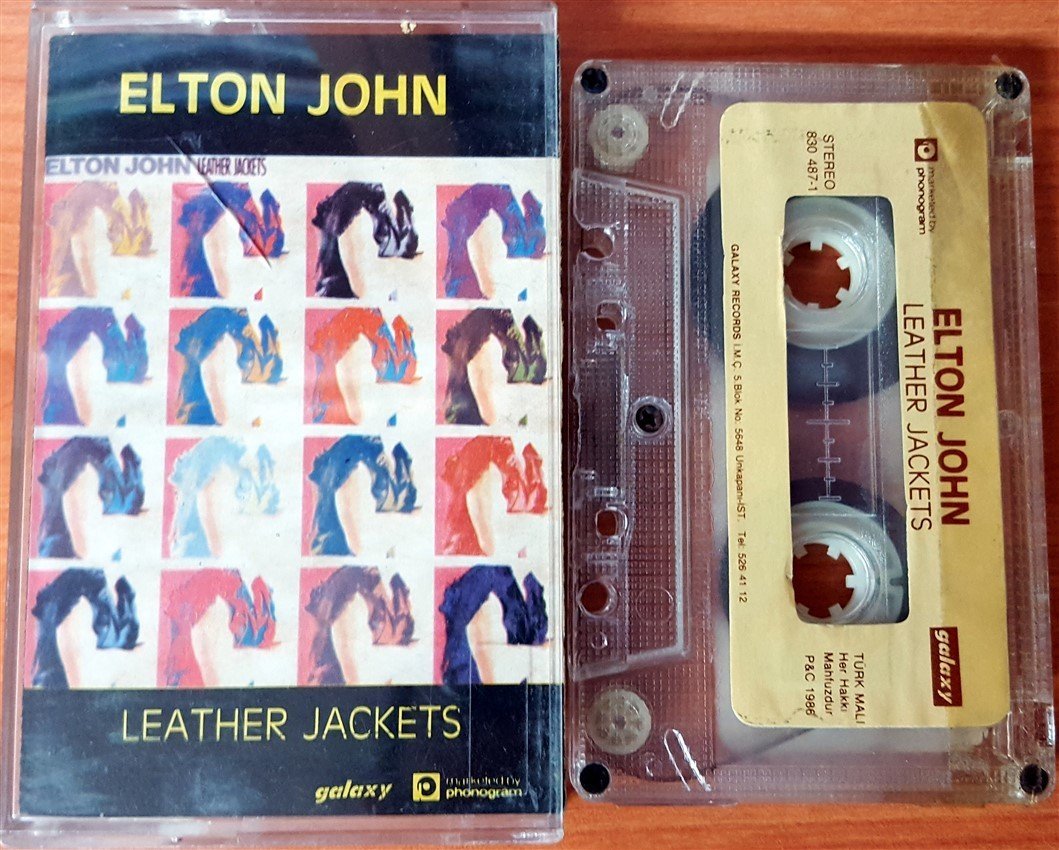 ELTON JOHN
ELTON JOHN LEATHER JACKETS
LEATHER JACKETS
galaxy
P marketed by
phonogram
P marketed by
phonogram
STEREO
830 487-1
ELTON JOHN
LEATHER JACKETS
GALAXY RECORDS İ.M.Ç. 5.Blok No. 5648 Unkapanı-İST. Tel: 526 41 12
galaxy
TÜRK MALI
Her Hakkı
Mahfuzdur
P&C 1986